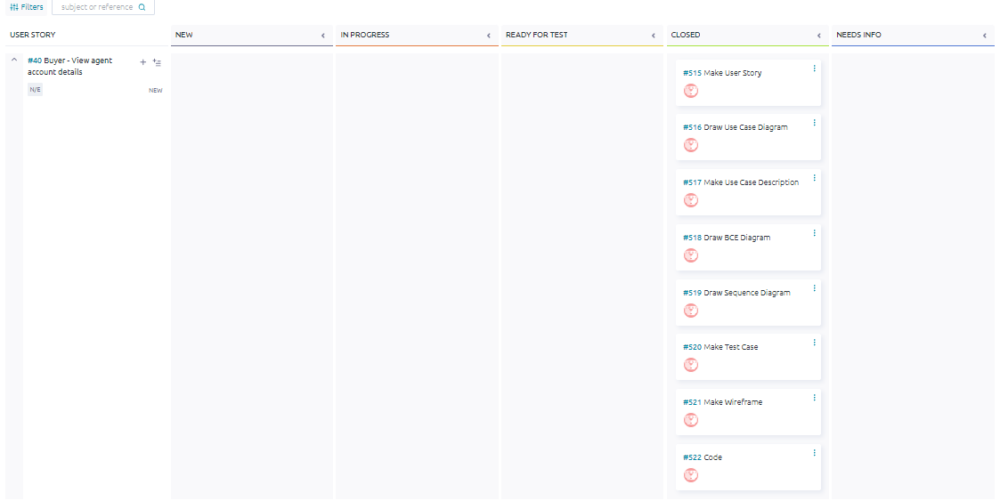 Filters
subject or reference
USER STORY
NEW
IN PROGRESS
READY FOR TEST
CLOSED
NEEDS INFO
#40 Buyer - View agent
account details
N/E
NEW
#515 Make User Story
#516 Draw Use Case Diagram
#517 Make Use Case Description
#518 Draw BCE Diagram
#519 Draw Sequence Diagram
#520 Make Test Case
#521 Make Wireframe
#522 Code